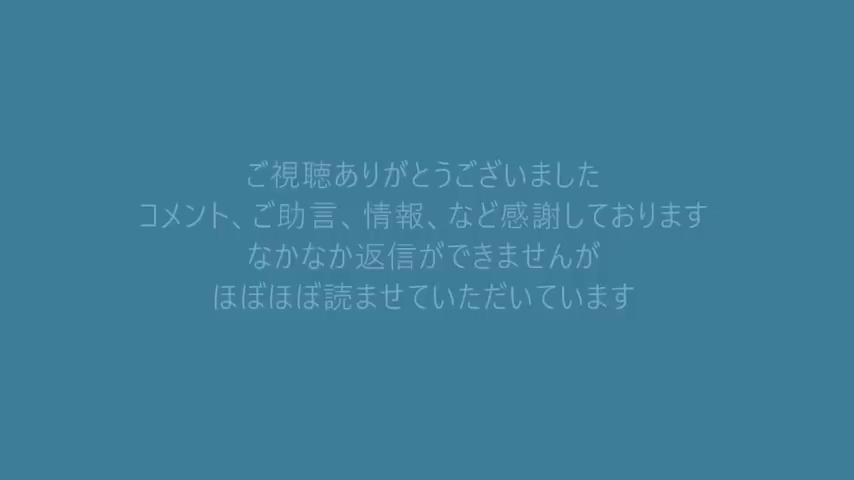 ご視聴ありがとうございました
コメント、ご助言、情報、など感謝しております
なかなか返信ができませんが
ほぼほぼ読ませていただいています